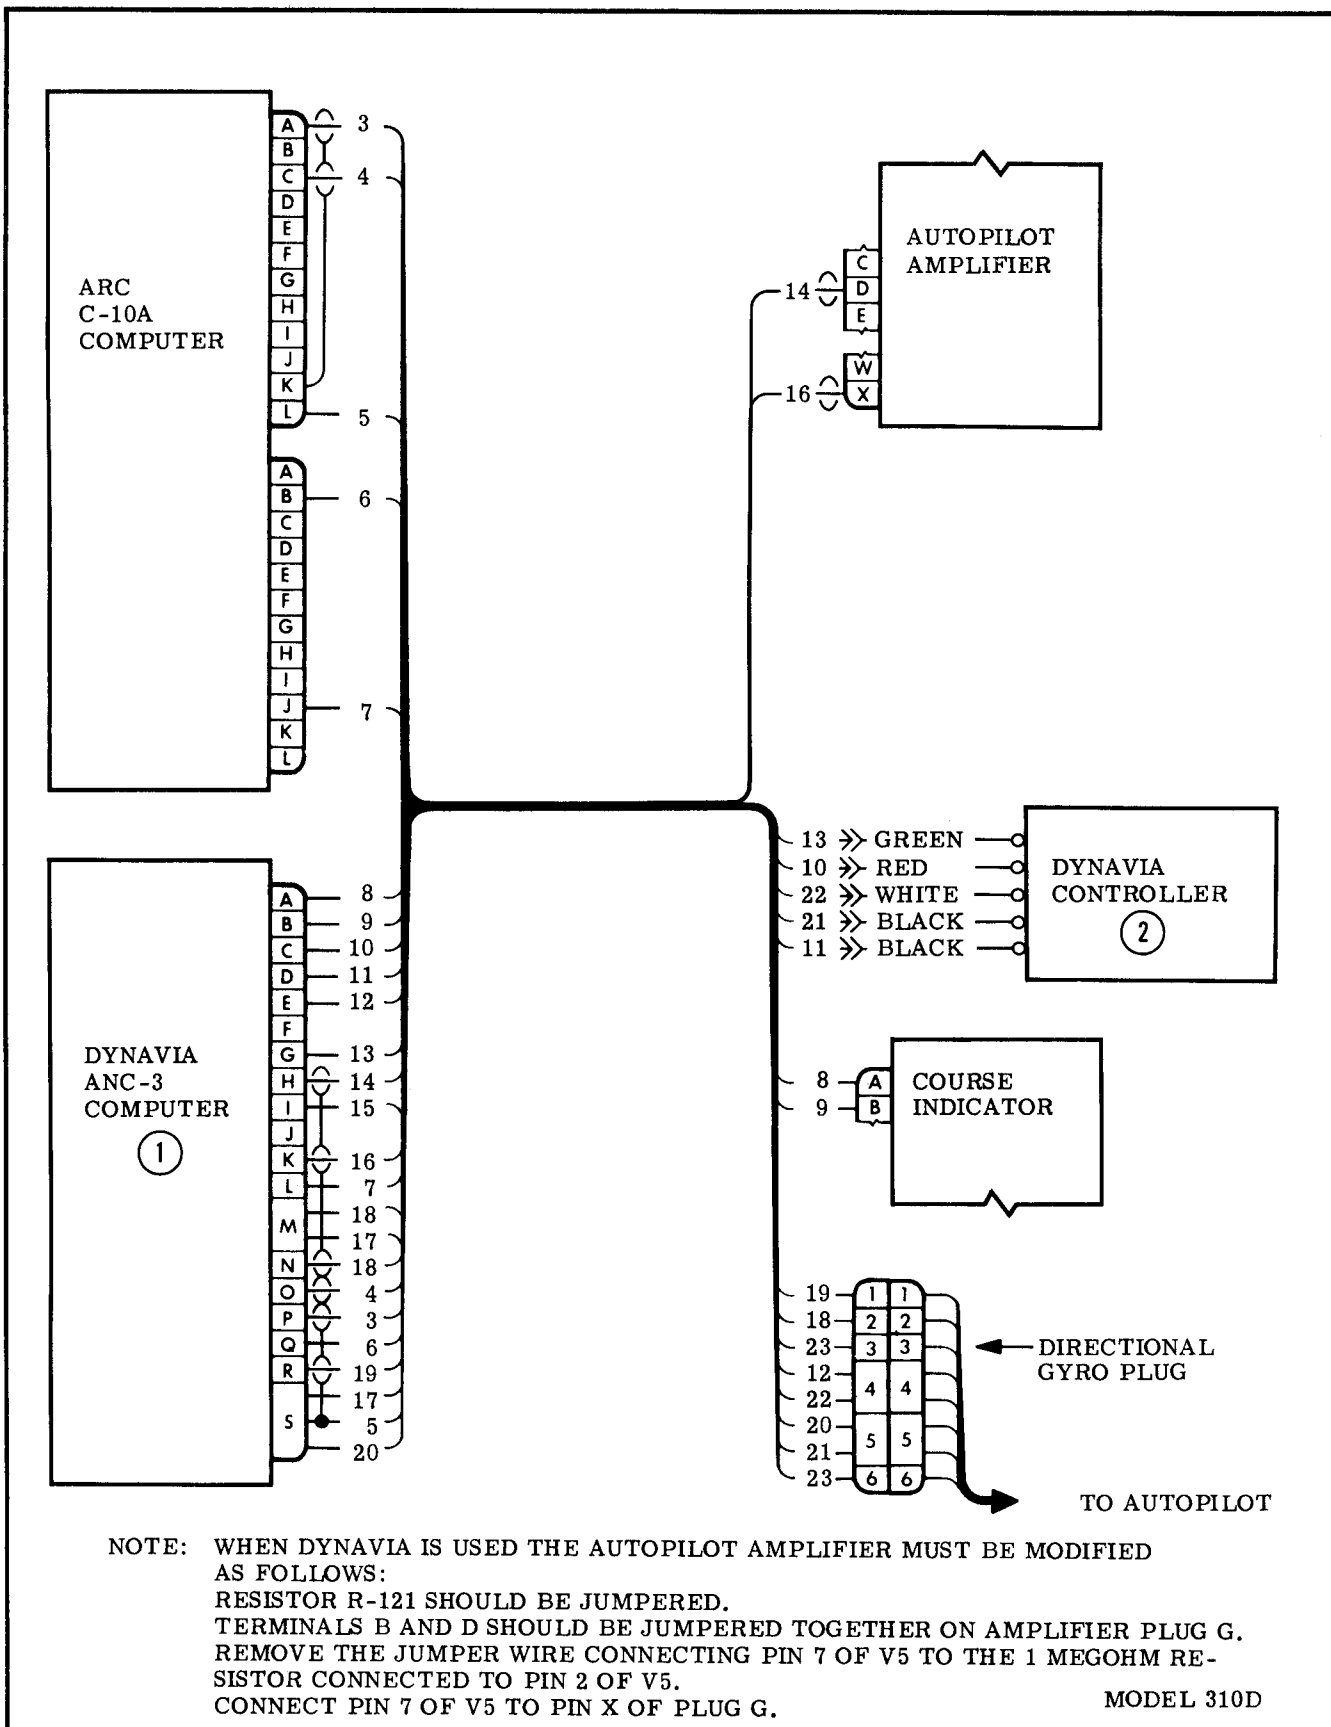 ARC
C-10A
COMPUTER
A 3
B
C 4
D
E
F
G
H
I
J
K
L 5
A
B 6
C
D
E
F
G
H
I
J 7
K
L
AUTOPILOT
AMPLIFIER
C
14 D
E
W
16 X
DYNAVIA
ANC-3
COMPUTER
1
A 8
B 9
C 10
D 11
E 12
F
G 13
H 14
I 15
J
K 16
L 7
M 18
17
N 18
O 4
P 3
Q 6
R 19
S 17
5
20
13 GREEN
10 RED
22 WHITE
21 BLACK
11 BLACK
DYNAVIA
CONTROLLER
2
8 A
9 B
COURSE
INDICATOR
19 1 1
18 2 2
23 3 3
12
22 4 4
20
21 5 5
23 6 6
DIRECTIONAL
GYRO PLUG
TO AUTOPILOT
NOTE: WHEN DYNAVIA IS USED THE AUTOPILOT AMPLIFIER MUST BE MODIFIED
AS FOLLOWS:
RESISTOR R-121 SHOULD BE JUMPERED.
TERMINALS B AND D SHOULD BE JUMPERED TOGETHER ON AMPLIFIER PLUG G.
REMOVE THE JUMPER WIRE CONNECTING PIN 7 OF V5 TO THE 1 MEGOHM RE-
SISTOR CONNECTED TO PIN 2 OF V5.
CONNECT PIN 7 OF V5 TO PIN X OF PLUG G.
MODEL 310D